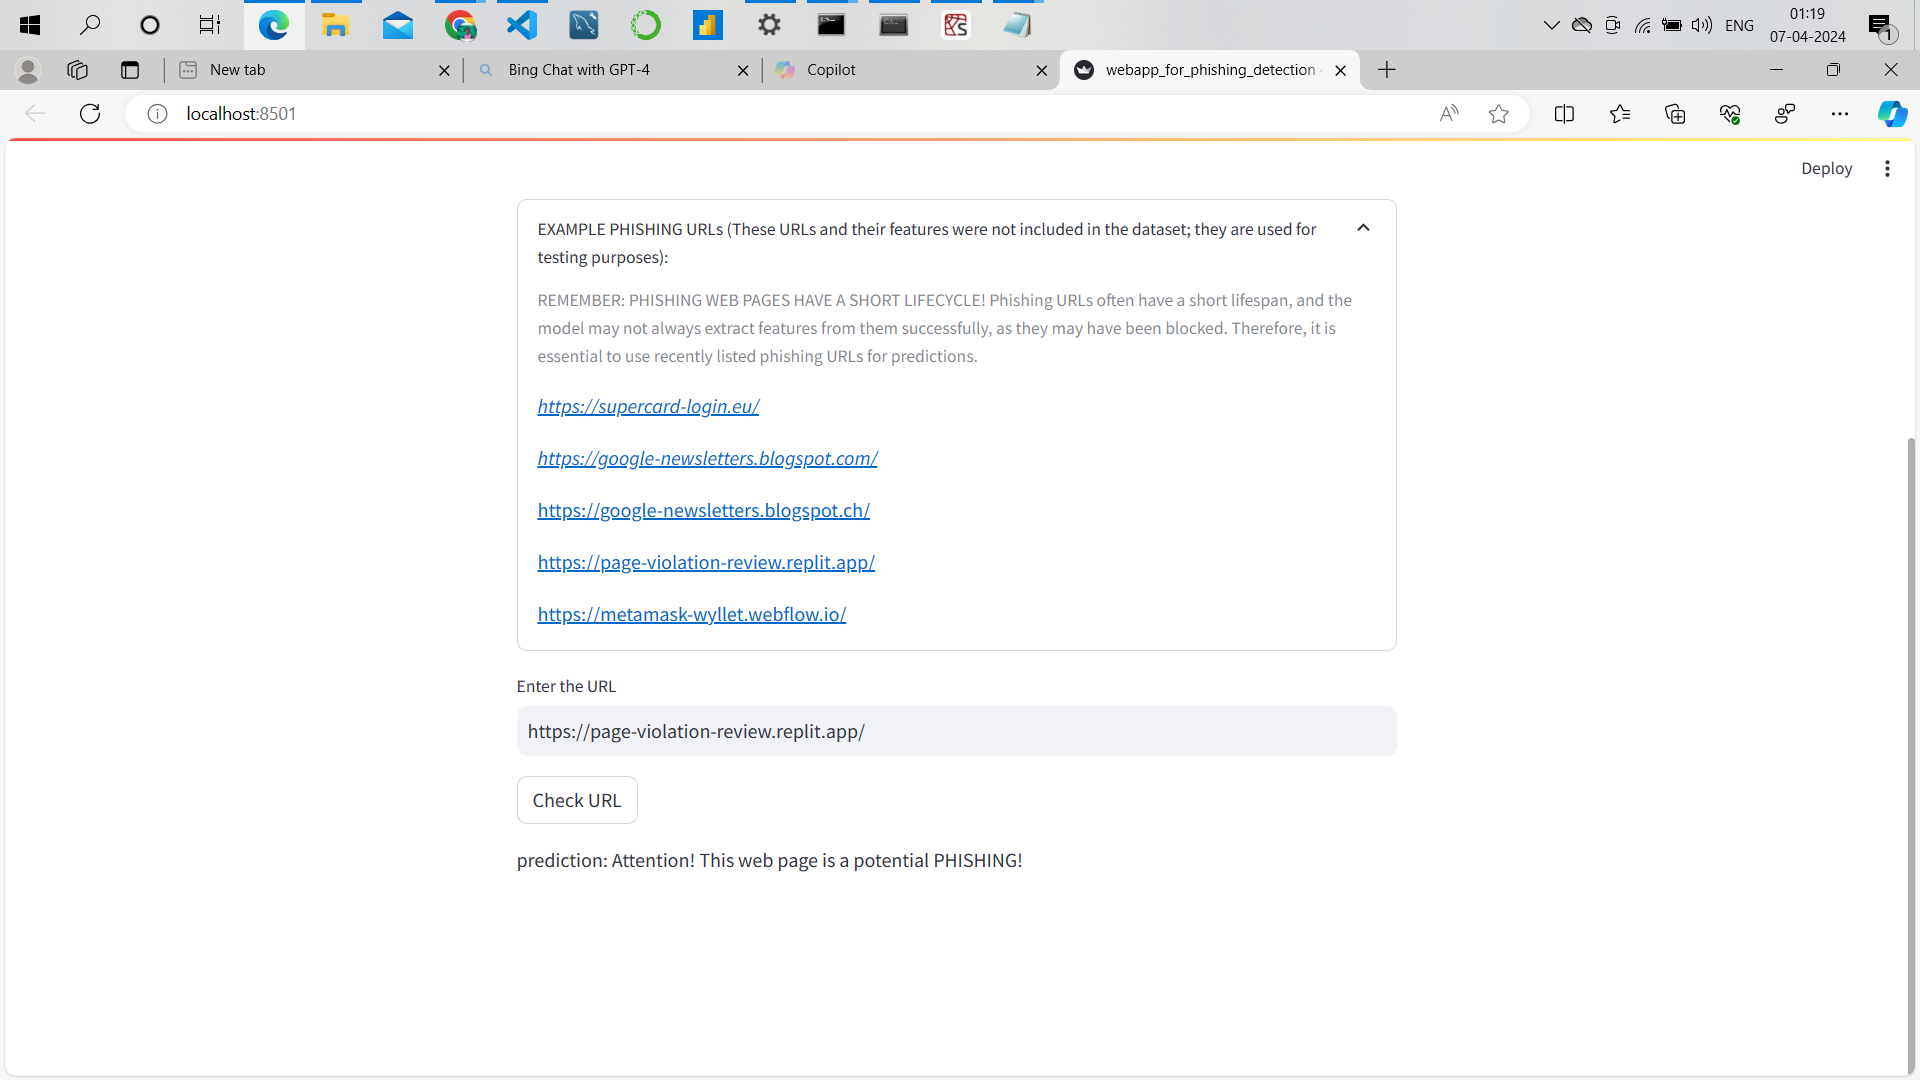 ENG
01:19
07-04-2024
1
New tab
Bing Chat with GPT-4
Copilot
webapp_for_phishing_detection
localhost:8501
Deploy
EXAMPLE PHISHING URLs (These URLs and their features were not included in the dataset; they are used for
testing purposes):
REMEMBER: PHISHING WEB PAGES HAVE A SHORT LIFECYCLE! Phishing URLs often have a short lifespan, and the
model may not always extract features from them successfully, as they may have been blocked. Therefore, it is
essential to use recently listed phishing URLs for predictions.
https://supercard-login.eu/
https://google-newsletters.blogspot.com/
https://google-newsletters.blogspot.ch/
https://page-violation-review.replit.app/
https://metamask-wyllet.webflow.io/
Enter the URL
https://page-violation-review.replit.app/
Check URL
prediction: Attention! This web page is a potential PHISHING!